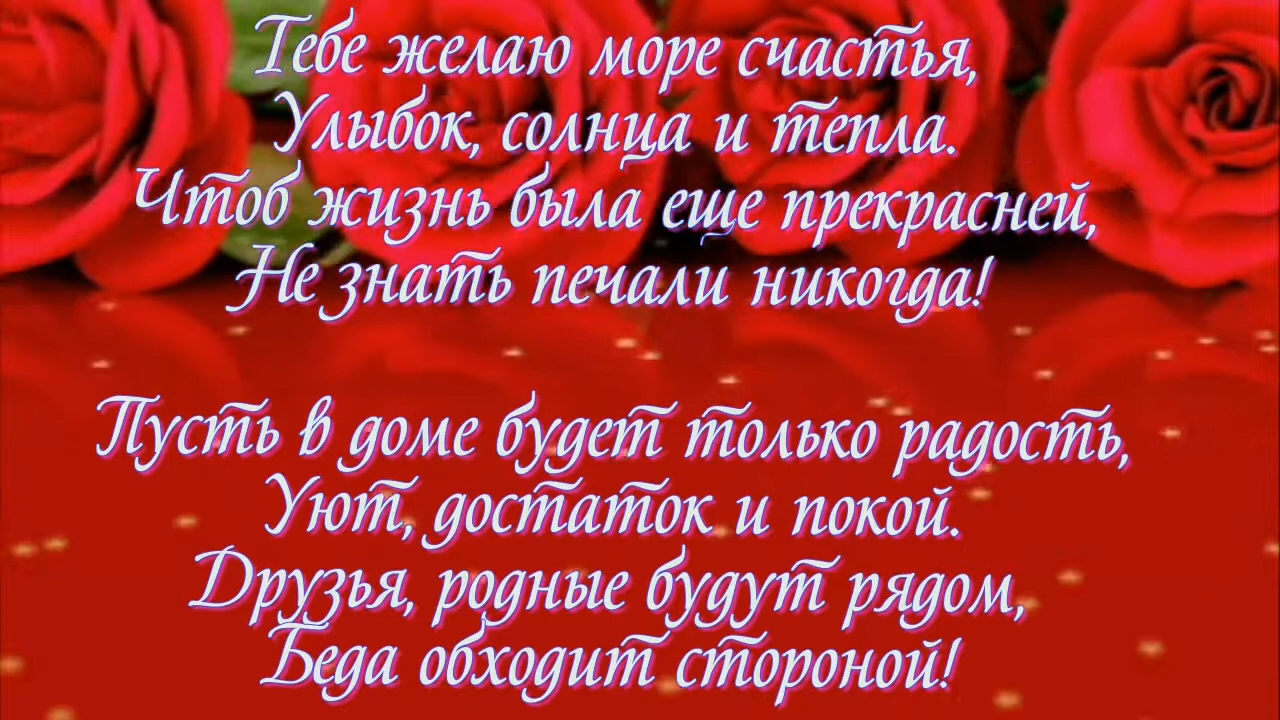 Тебе желаю море счастья,
Улыбок, солнца и тепла.
Чтоб жизнь была еще прекрасней,
Не знать печали никогда!
Пусть в доме будет только радость,
Уют, достаток и покой.
Друзья, родные будут рядом,
Беда обходит стороной!